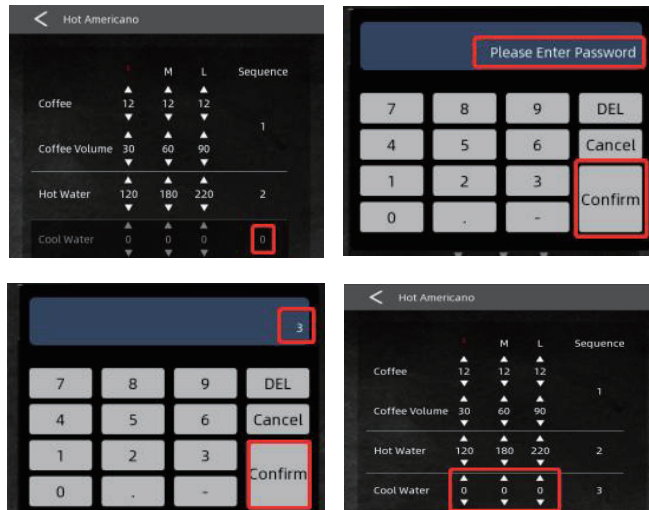 Hot Americano
S M L Sequence
Coffee 12 12 12
1
Coffee Volume 30 60 90
Hot Water 120 180 220 2
Cool Water 0 0 0 0
Please Enter Password
7 8 9 DEL
4 5 6 Cancel
1 2 3 Confirm
0 . -
3
7 8 9 DEL
4 5 6 Cancel
1 2 3 Confirm
0 . -
Hot Americano
S M L Sequence
Coffee 12 12 12
1
Coffee Volume 30 60 90
Hot Water 120 180 220 2
Cool Water 0 0 0 3